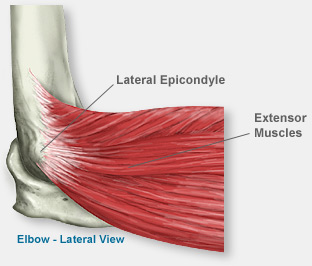 Lateral Epicondyle
Extensor
Muscles
Elbow - Lateral View